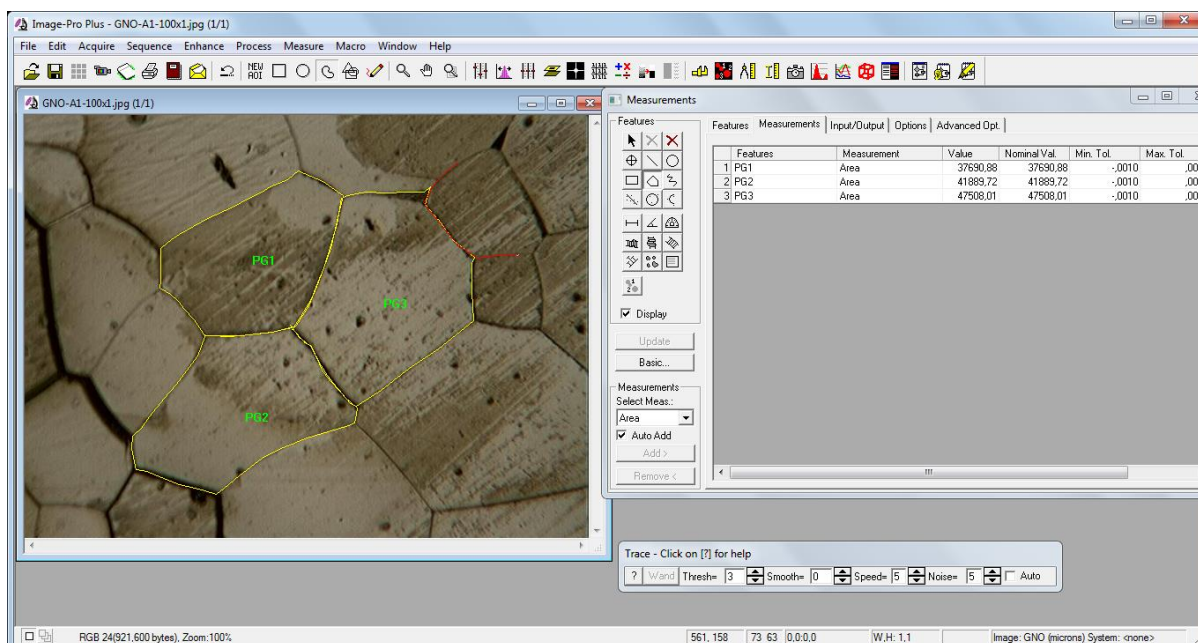 Image-Pro Plus - GNO-A1-100x1.jpg (1/1)
File Edit Acquire Sequence Enhance Process Measure Macro Window Help
NEW AOI
GNO-A1-100x1.jpg (1/1)
PG1
PG3
PG2
Measurements
Features
Display
Update
Basic...
Measurements
Select Meas.:
Area
Auto Add
Add >
Remove <
Features Measurements Input/Output Options Advanced Opt.
Features Measurement Value Nominal Val. Min. Tol. Max. Tol.
1 PG1 Area 37690,88 37690,88 -,0010 ,00
2 PG2 Area 41889,72 41889,72 -,0010 ,00
3 PG3 Area 47508,01 47508,01 -,0010 ,00
Trace - Click on [?] for help
? Wand Thresh= 3 Smooth= 0 Speed= 5 Noise= 5 Auto
RGB 24(921,600 bytes), Zoom:100% 561, 158 73 63 0,0:0,0 W,H: 1,1 Image: GNO (microns) System: <none>